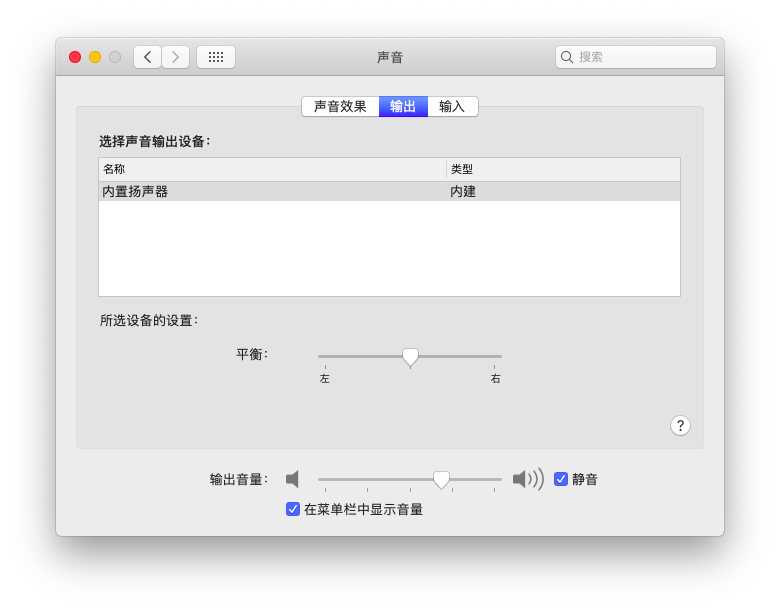 声音
搜索
声音效果 输出 输入
选择声音输出设备：
名称 类型
内置扬声器 内建
所选设备的设置：
平衡：
左 右
?
输出音量： 静音
在菜单栏中显示音量